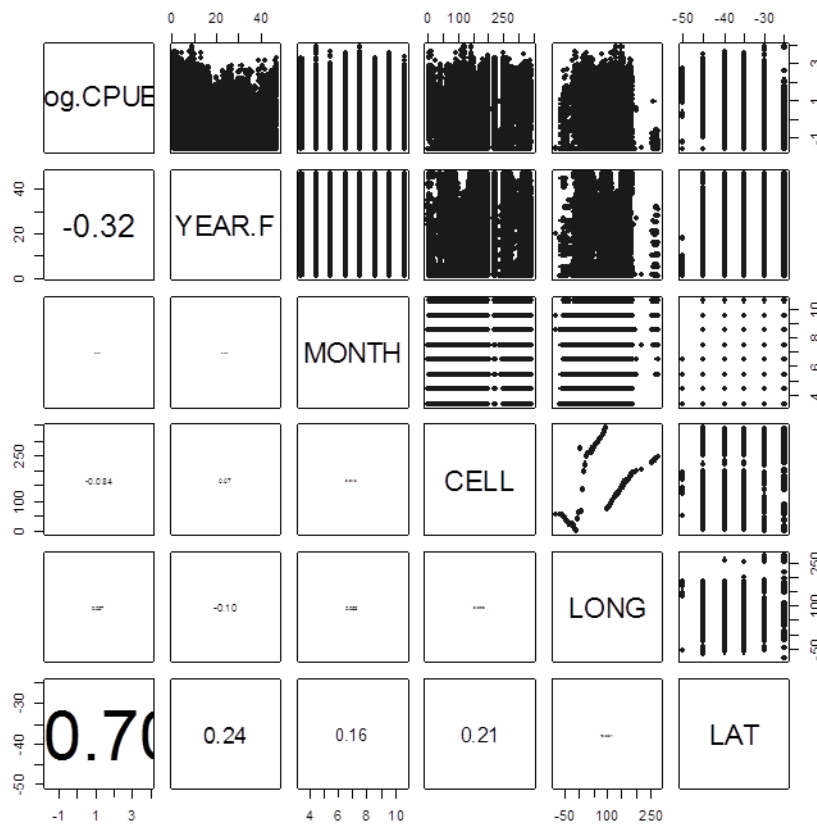 0 20 40 0 100 250 -50 -40 -30
og.CPUE 3 1 -1
40 20 0 -0.32 YEAR.F
MONTH 10 8 6 4
250 100 0 -0.084 0.07 CELL
-0.10 LONG 250 100 -50
-30 -40 -50 0.70 0.24 0.16 0.21 LAT
-1 1 3 4 6 8 10 -50 100 250